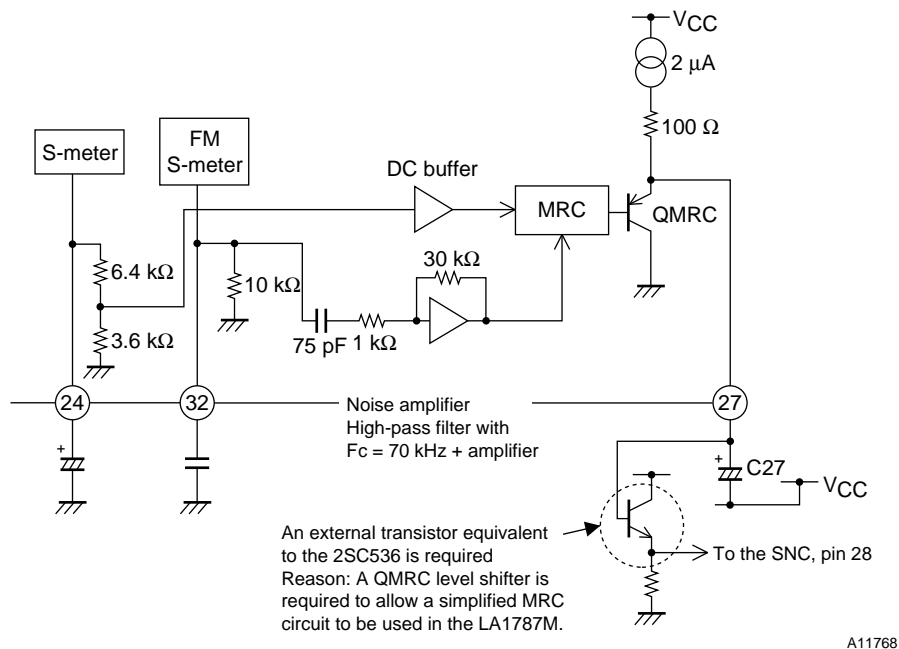 VCC
2 µA
100 Ω
S-meter
FM
S-meter
DC buffer
MRC
QMRC
6.4 kΩ
10 kΩ
30 kΩ
3.6 kΩ
75 pF
1 kΩ
24
32
27
Noise amplifier
High-pass filter with
Fc = 70 kHz + amplifier
+
+
C27
VCC
An external transistor equivalent
to the 2SC536 is required
Reason: A QMRC level shifter is
required to allow a simplified MRC
circuit to be used in the LA1787M.
To the SNC, pin 28
A11768